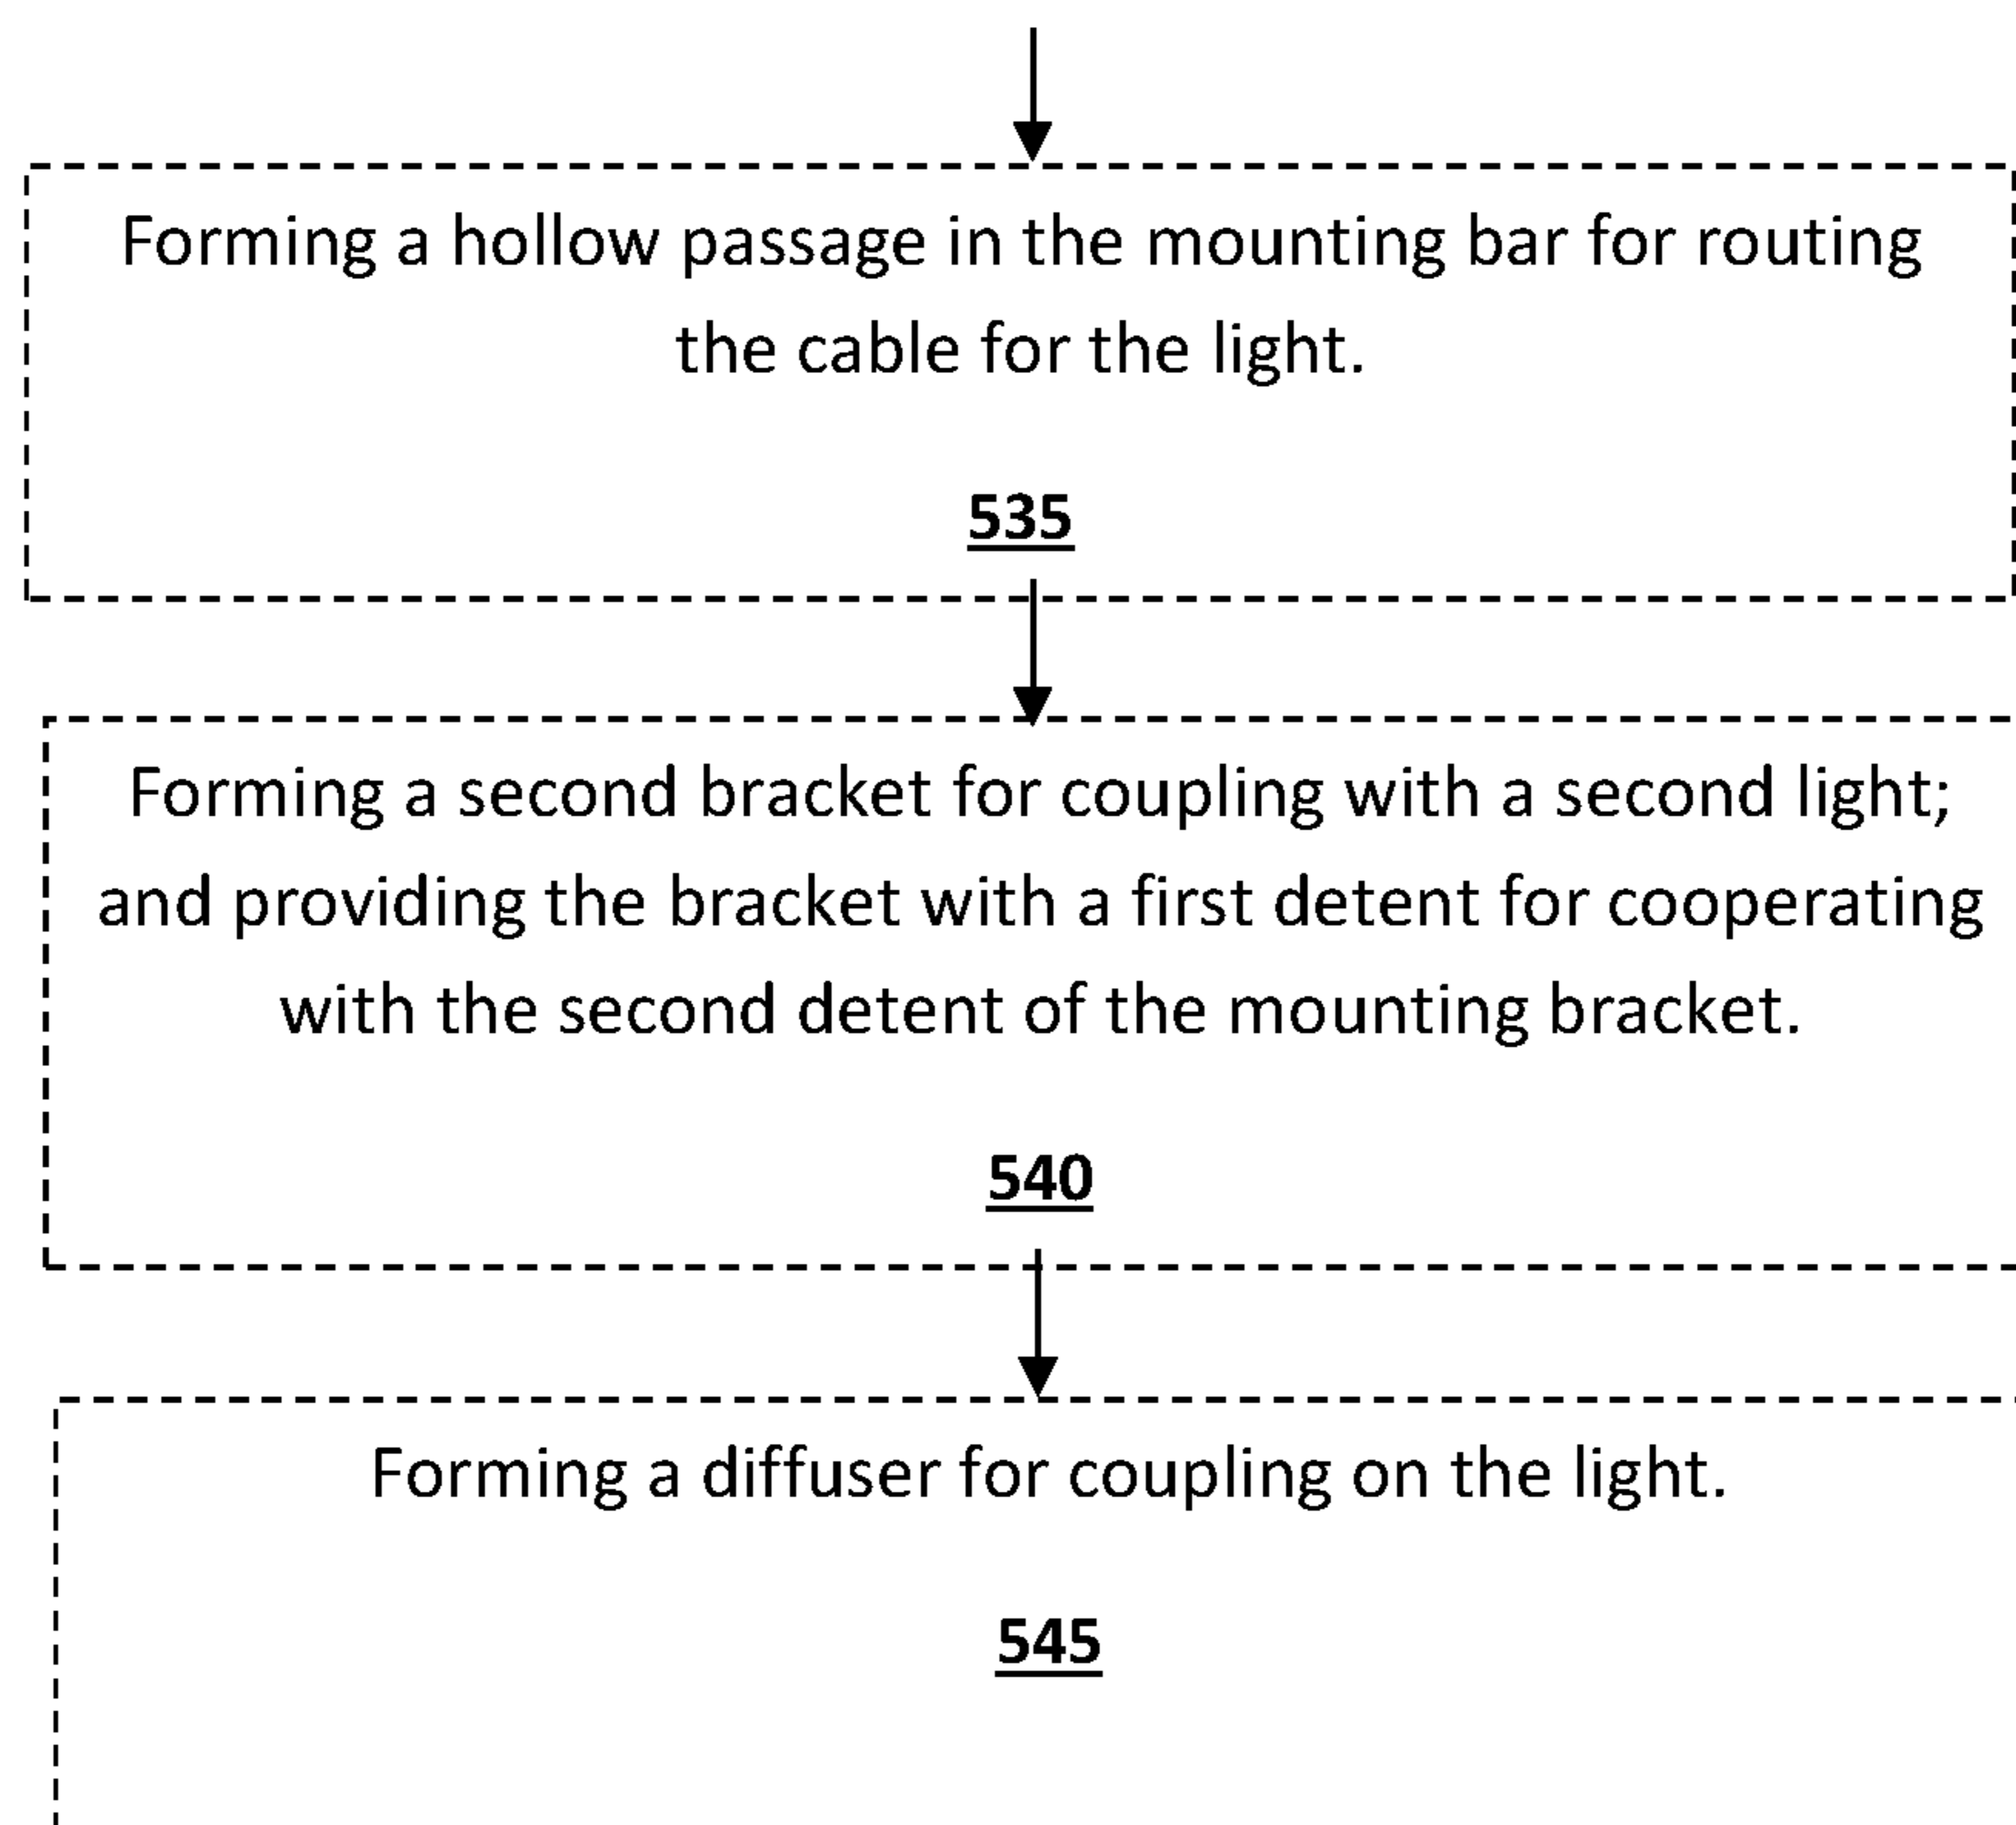 Forming a hollow passage in the mounting bar for routing
the cable for the light.
535
Forming a second bracket for coupling with a second light;
and providing the bracket with a first detent for cooperating
with the second detent of the mounting bracket.
540
Forming a diffuser for coupling on the light.
545